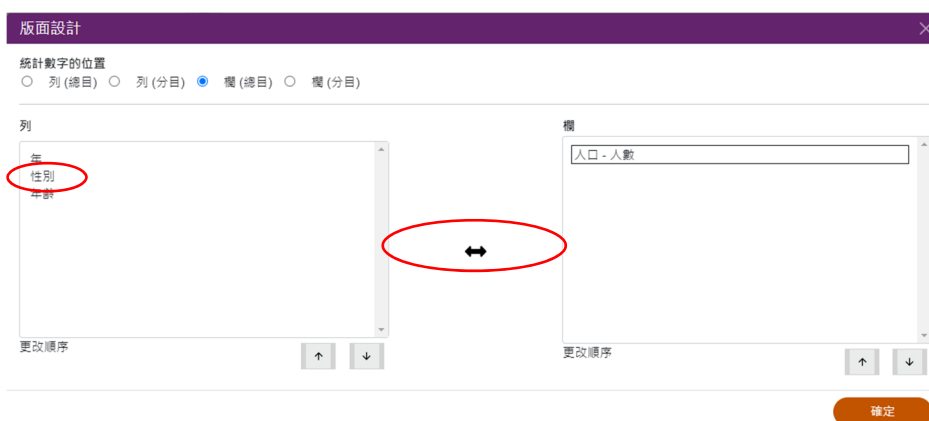 版面設計
統計數字的位置
列 (總目) 列 (分目) 欄 (總目) 欄 (分目)
列
欄
年
性別
年齡
人口 - 人數
更改順序
更改順序
確定